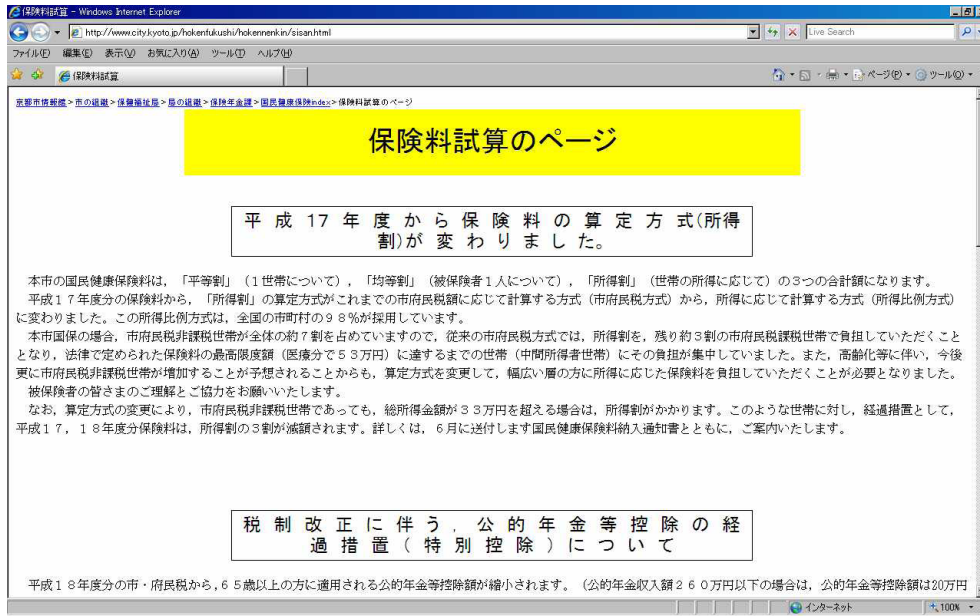 保険料試算 - Windows Internet Explorer
http://www.city.kyoto.jp/hokenfukushi/hokennenkin/sisan.html
Live Search
ファイル(F) 編集(E) 表示(V) お気に入り(A) ツール(T) ヘルプ(H)
保険料試算
ページ(P) ツール(O)
京都市情報館>市の組織>保健福祉局>局の組織>保険年金課>国民健康保険index>保険料試算のページ
保険料試算のページ
平成17年度から保険料の算定方式(所得
割)が変わりました。
本市の国民健康保険料は，「平等割」（１世帯について），「均等割」（被保険者１人について），「所得割」（世帯の所得に応じて）の３つの合計額になります。
平成１７年度分の保険料から，「所得割」の算定方式がこれまでの市府民税額に応じて計算する方式（市府民税方式）から，所得に応じて計算する方式（所得比例方式）
に変わりました。この所得比例方式は，全国の市町村の９８％が採用しています。
本市国保の場合，市府民税非課税世帯が全体の約７割を占めていますので，従来の市府民税方式では，所得割を，残り約３割の市府民税課税世帯で負担していただくこと
となり，法律で定められた保険料の最高限度額（医療分で５３万円）に達するまでの世帯（中間所得者世帯）にその負担が集中していました。また，高齢化等に伴い，今後
更に市府民税非課税世帯が増加することが予想されることからも，算定方式を変更して，幅広い層の方に所得に応じた保険料を負担していただくことが必要となりました。
被保険者の皆さまのご理解とご協力をお願いいたします。
なお，算定方式の変更により，市府民税非課税世帯であっても，総所得金額が３３万円を超える場合は，所得割がかかります。このような世帯に対し，経過措置として，
平成１７，１８年度分保険料は，所得割の３割が減額されます。詳しくは，６月に送付します国民健康保険料納入通知書とともに，ご案内いたします。
税制改正に伴う，公的年金等控除の経
過措置（特別控除）について
平成１８年度分の市・府民税から,６５歳以上の方に適用される公的年金等控除額が縮小されます。（公的年金収入額２６０万円以下の場合は，公的年金等控除額は20万円
インターネット 100%